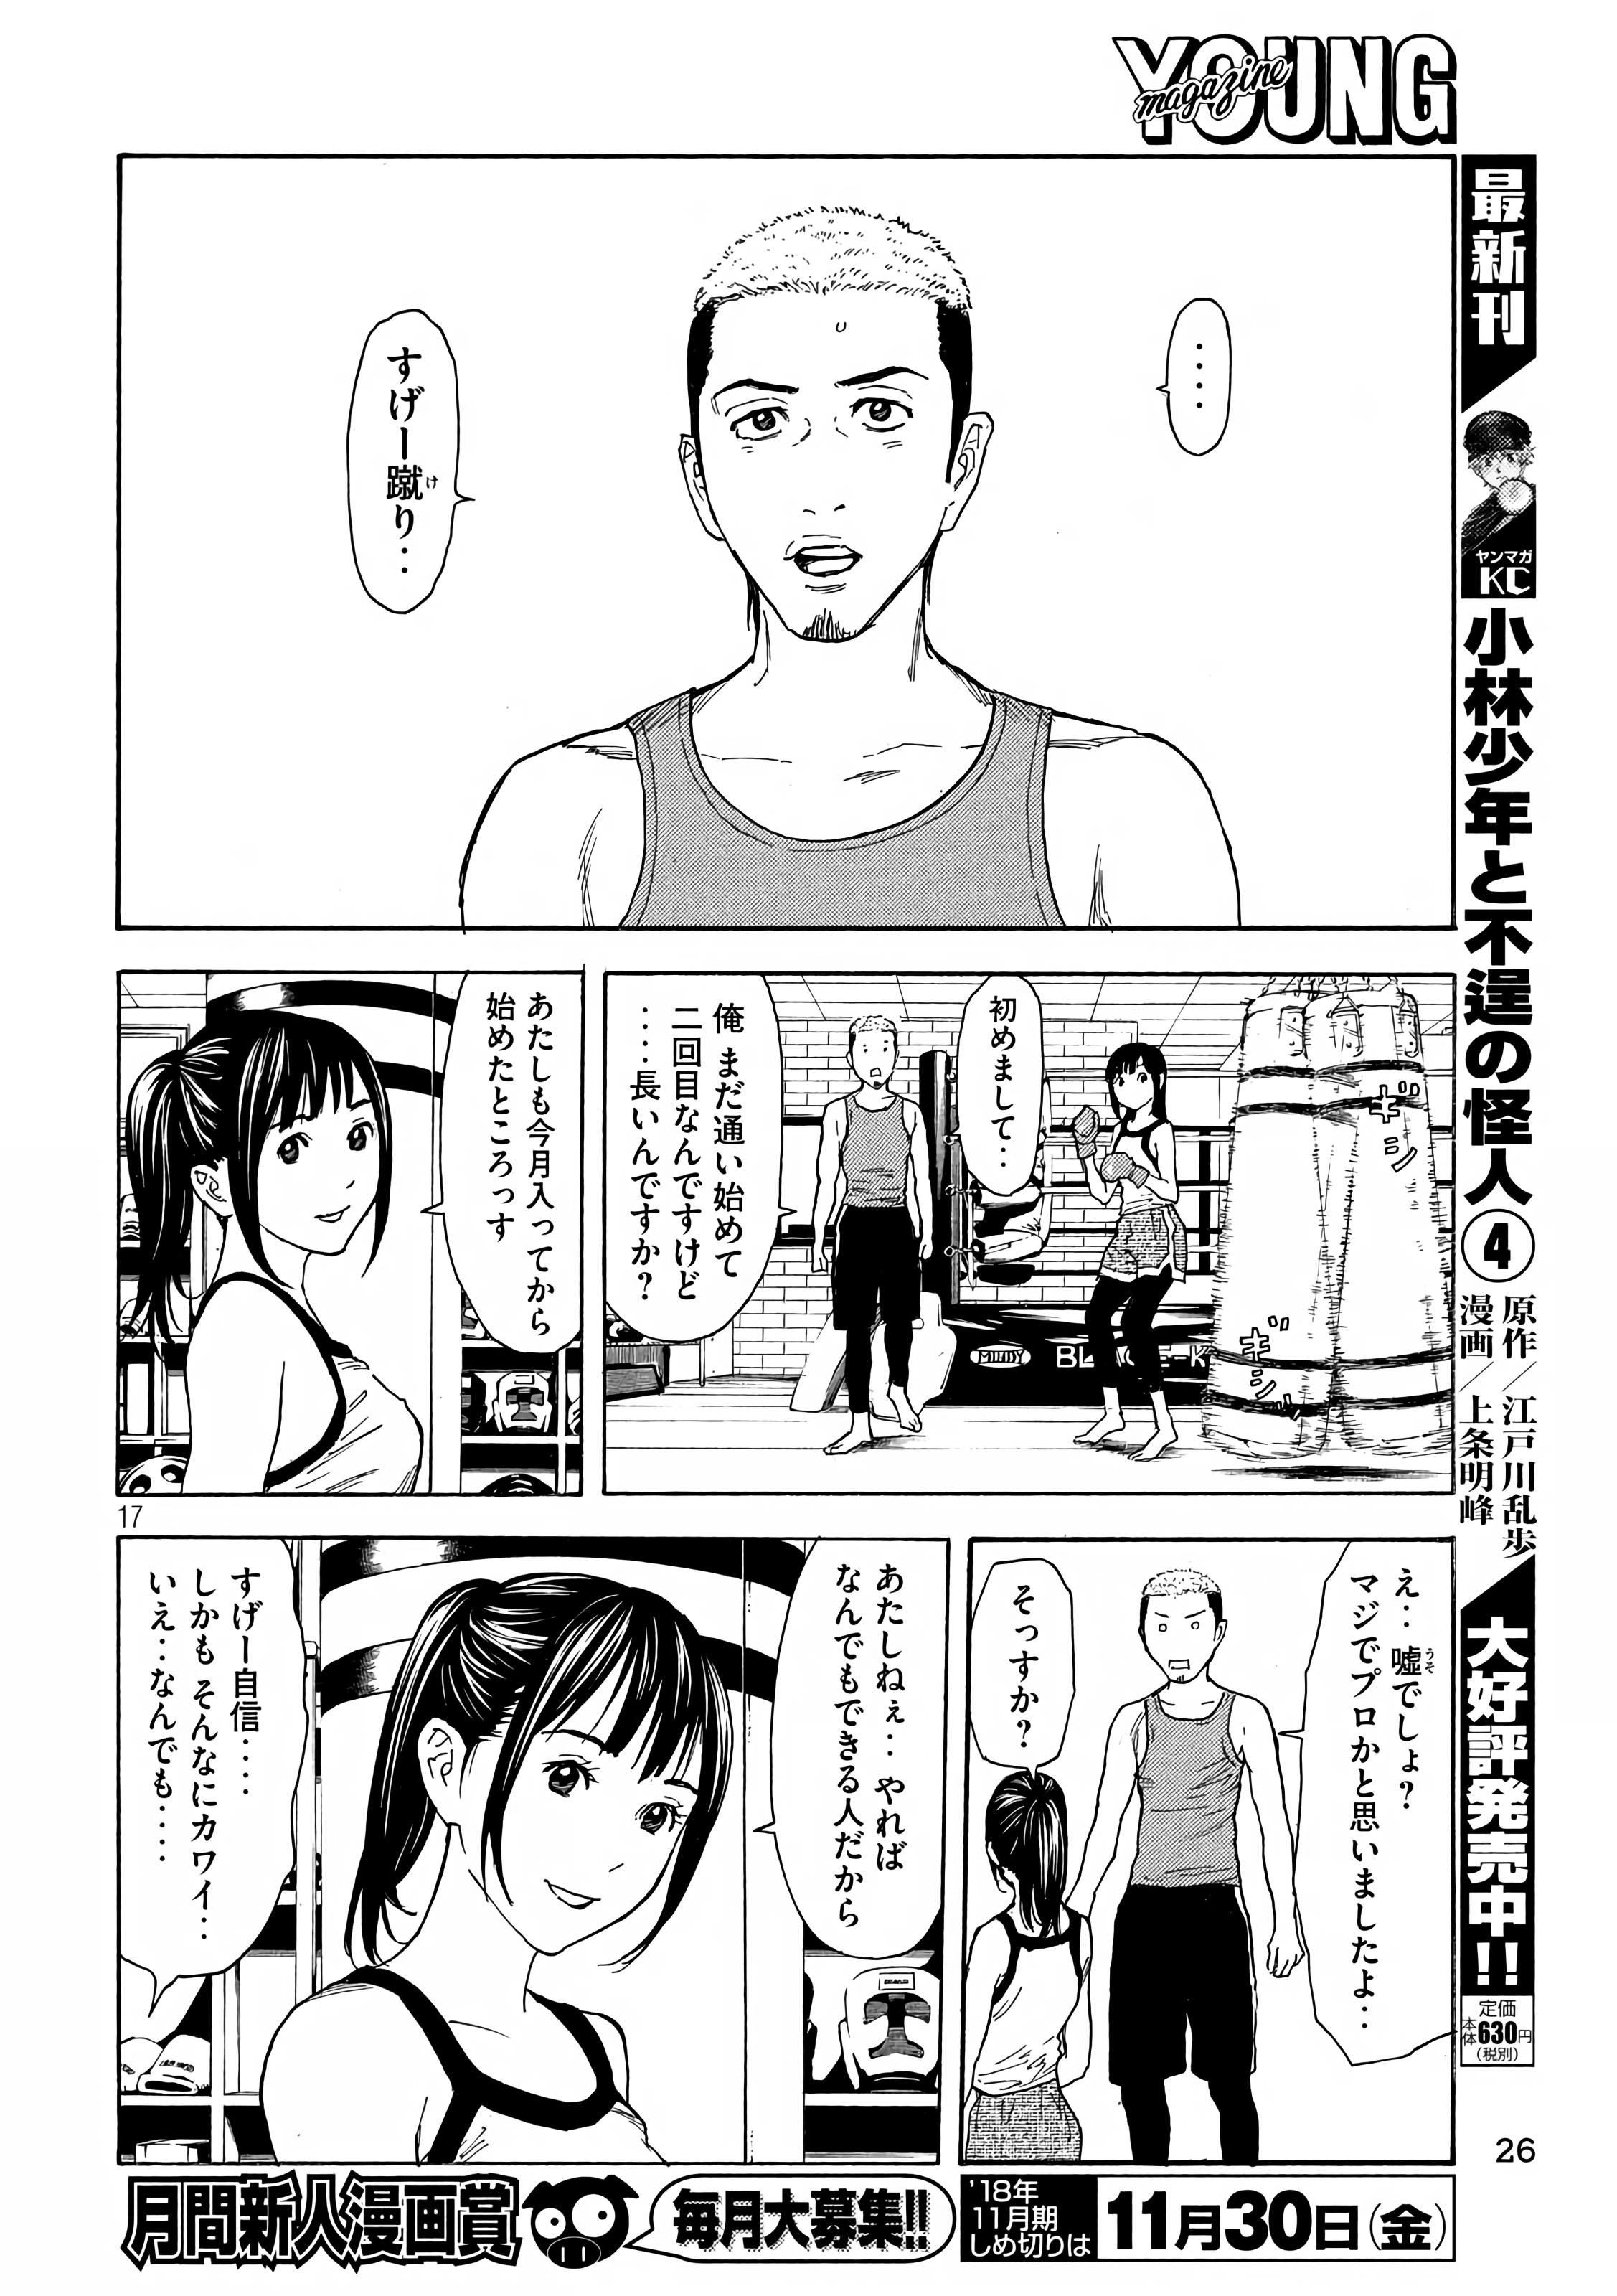 YOUNG
magazine
最新刊
ヤンマガ
KC
小林少年と不逞の怪人④
原作／江戸川乱歩
漫画／上条明峰
大好評発売中!!
定価
本体630円
(税別)
‥‥
すげー蹴り‥
け
初めまして‥
俺 まだ通い始めて
二回目なんですけど
‥‥長いんですか？
ギシ
ギシ
MUDY
あたしも今月入ってから
始めたところっす
17
え‥ 嘘でしょ？
うそ
マジでプロかと思いましたよ‥
そっすか？
あたしねぇ‥ やれば
なんでもできる人だから
すげー自信‥‥
しかも そんなにカワイ‥
いえ‥なんでも‥‥
26
月間新人漫画賞
毎月大募集!!
'18年
11月期
しめ切りは
11月30日(金)